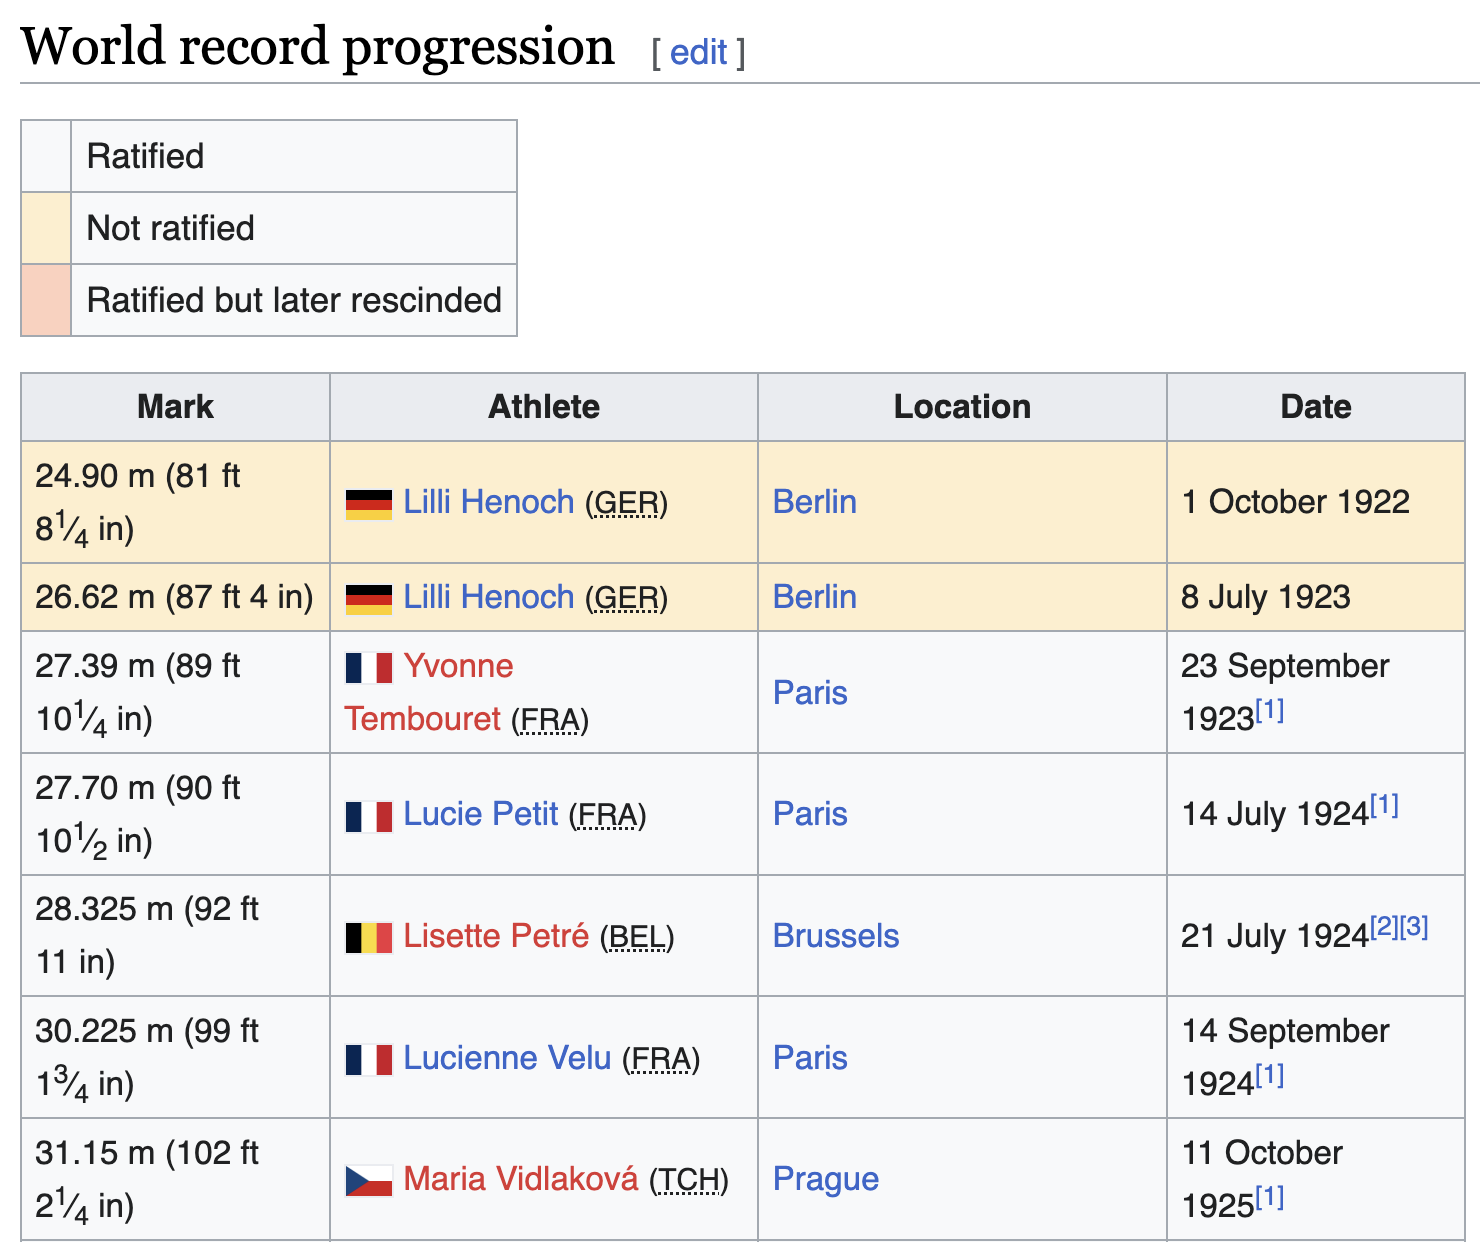 World record progression [ edit ]
Ratified
Not ratified
Ratified but later rescinded
Mark Athlete Location Date
24.90 m (81 ft
8 1⁄4 in)
Lilli Henoch (GER)
Berlin
1 October 1922
26.62 m (87 ft 4 in)
Lilli Henoch (GER)
Berlin
8 July 1923
27.39 m (89 ft
10 1⁄4 in)
Yvonne
Tembouret (FRA)
Paris
23 September
1923[1]
27.70 m (90 ft
10 1⁄2 in)
Lucie Petit (FRA)
Paris
14 July 1924[1]
28.325 m (92 ft
11 in)
Lisette Petré (BEL)
Brussels
21 July 1924[2][3]
30.225 m (99 ft
1 3⁄4 in)
Lucienne Velu (FRA)
Paris
14 September
1924[1]
31.15 m (102 ft
2 1⁄4 in)
Maria Vidlaková (TCH)
Prague
11 October
1925[1]